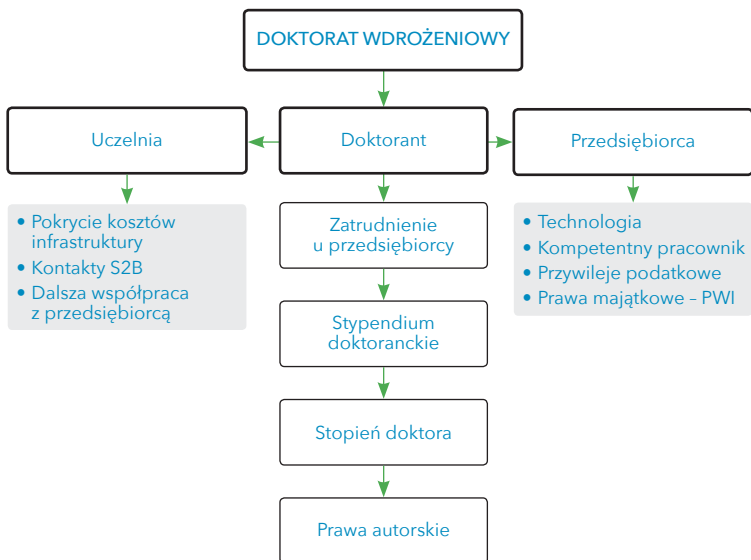 DOKTORAT WDROŻENIOWY
Uczelnia
Doktorant
Przedsiębiorca
• Pokrycie kosztów
infrastruktury
• Kontakty S2B
• Dalsza współpraca
z przedsiębiorcą
Zatrudnienie
u przedsiębiorcy
• Technologia
• Kompetentny pracownik
• Przywileje podatkowe
• Prawa majątkowe – PWI
Stypendium
doktoranckie
Stopień doktora
Prawa autorskie